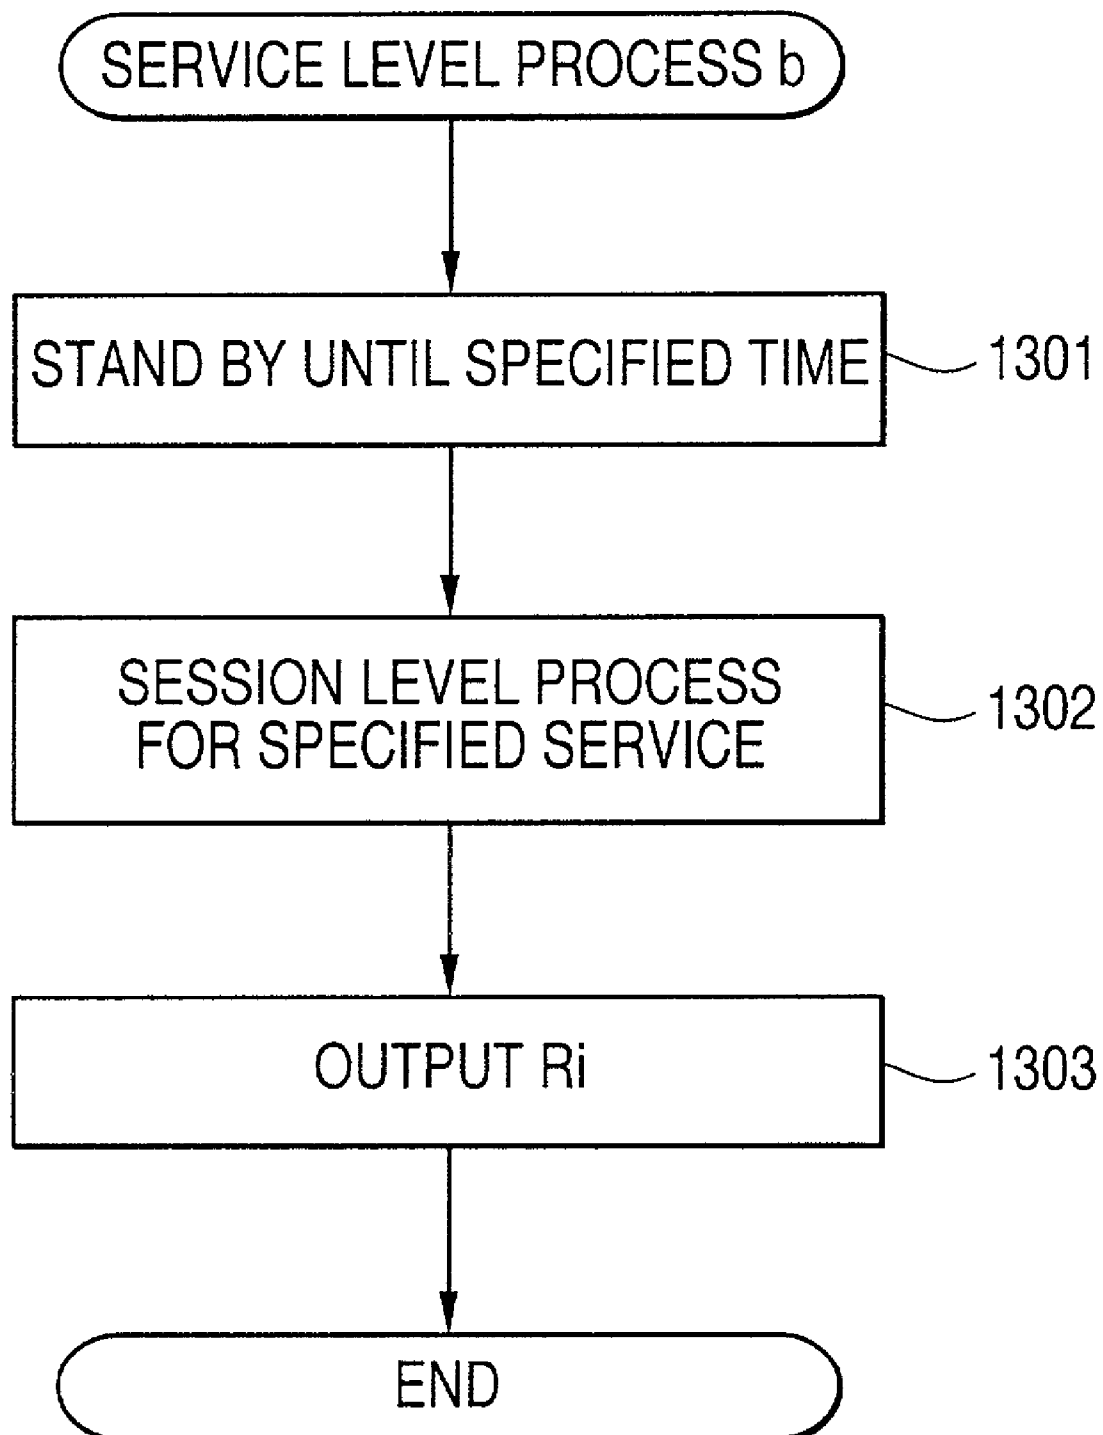 SERVICE LEVEL PROCESS b
STAND BY UNTIL SPECIFIED TIME
1301
SESSION LEVEL PROCESS
FOR SPECIFIED SERVICE
1302
OUTPUT Ri
1303
END